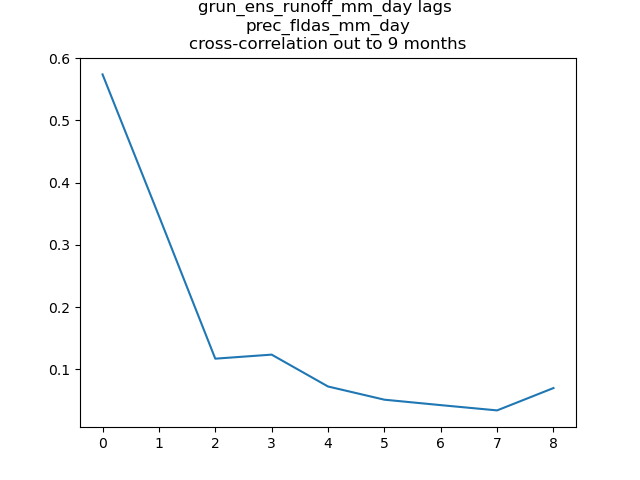 grun_ens_runoff_mm_day lags
prec_fldas_mm_day
cross-correlation out to 9 months
0.6
0.5
0.4
0.3
0.2
0.1
0 1 2 3 4 5 6 7 8